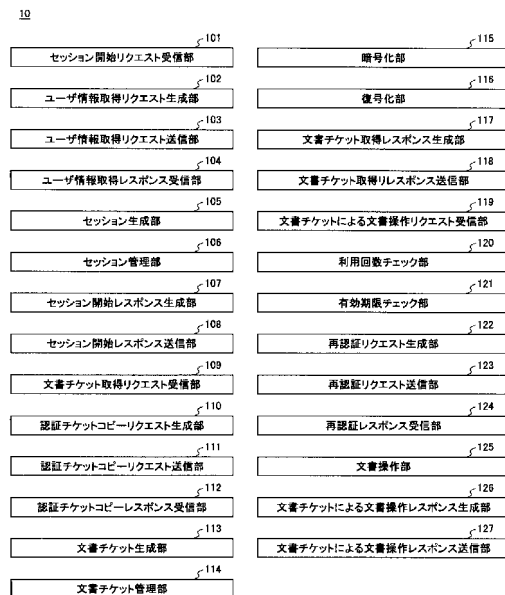 10
101
セッション開始リクエスト受信部
102
ユーザ情報取得リクエスト生成部
103
ユーザ情報取得リクエスト送信部
104
ユーザ情報取得レスポンス受信部
105
セッション生成部
106
セッション管理部
107
セッション開始レスポンス生成部
108
セッション開始レスポンス送信部
109
文書チケット取得リクエスト受信部
110
認証チケットコピーリクエスト生成部
111
認証チケットコピーリクエスト送信部
112
認証チケットコピーレスポンス受信部
113
文書チケット生成部
114
文書チケット管理部
115
暗号化部
116
復号化部
117
文書チケット取得レスポンス生成部
118
文書チケット取得リレスポンス送信部
119
文書チケットによる文書操作リクエスト受信部
120
利用回数チェック部
121
有効期限チェック部
122
再認証リクエスト生成部
123
再認証リクエスト送信部
124
再認証レスポンス受信部
125
文書操作部
126
文書チケットによる文書操作レスポンス生成部
127
文書チケットによる文書操作レスポンス送信部